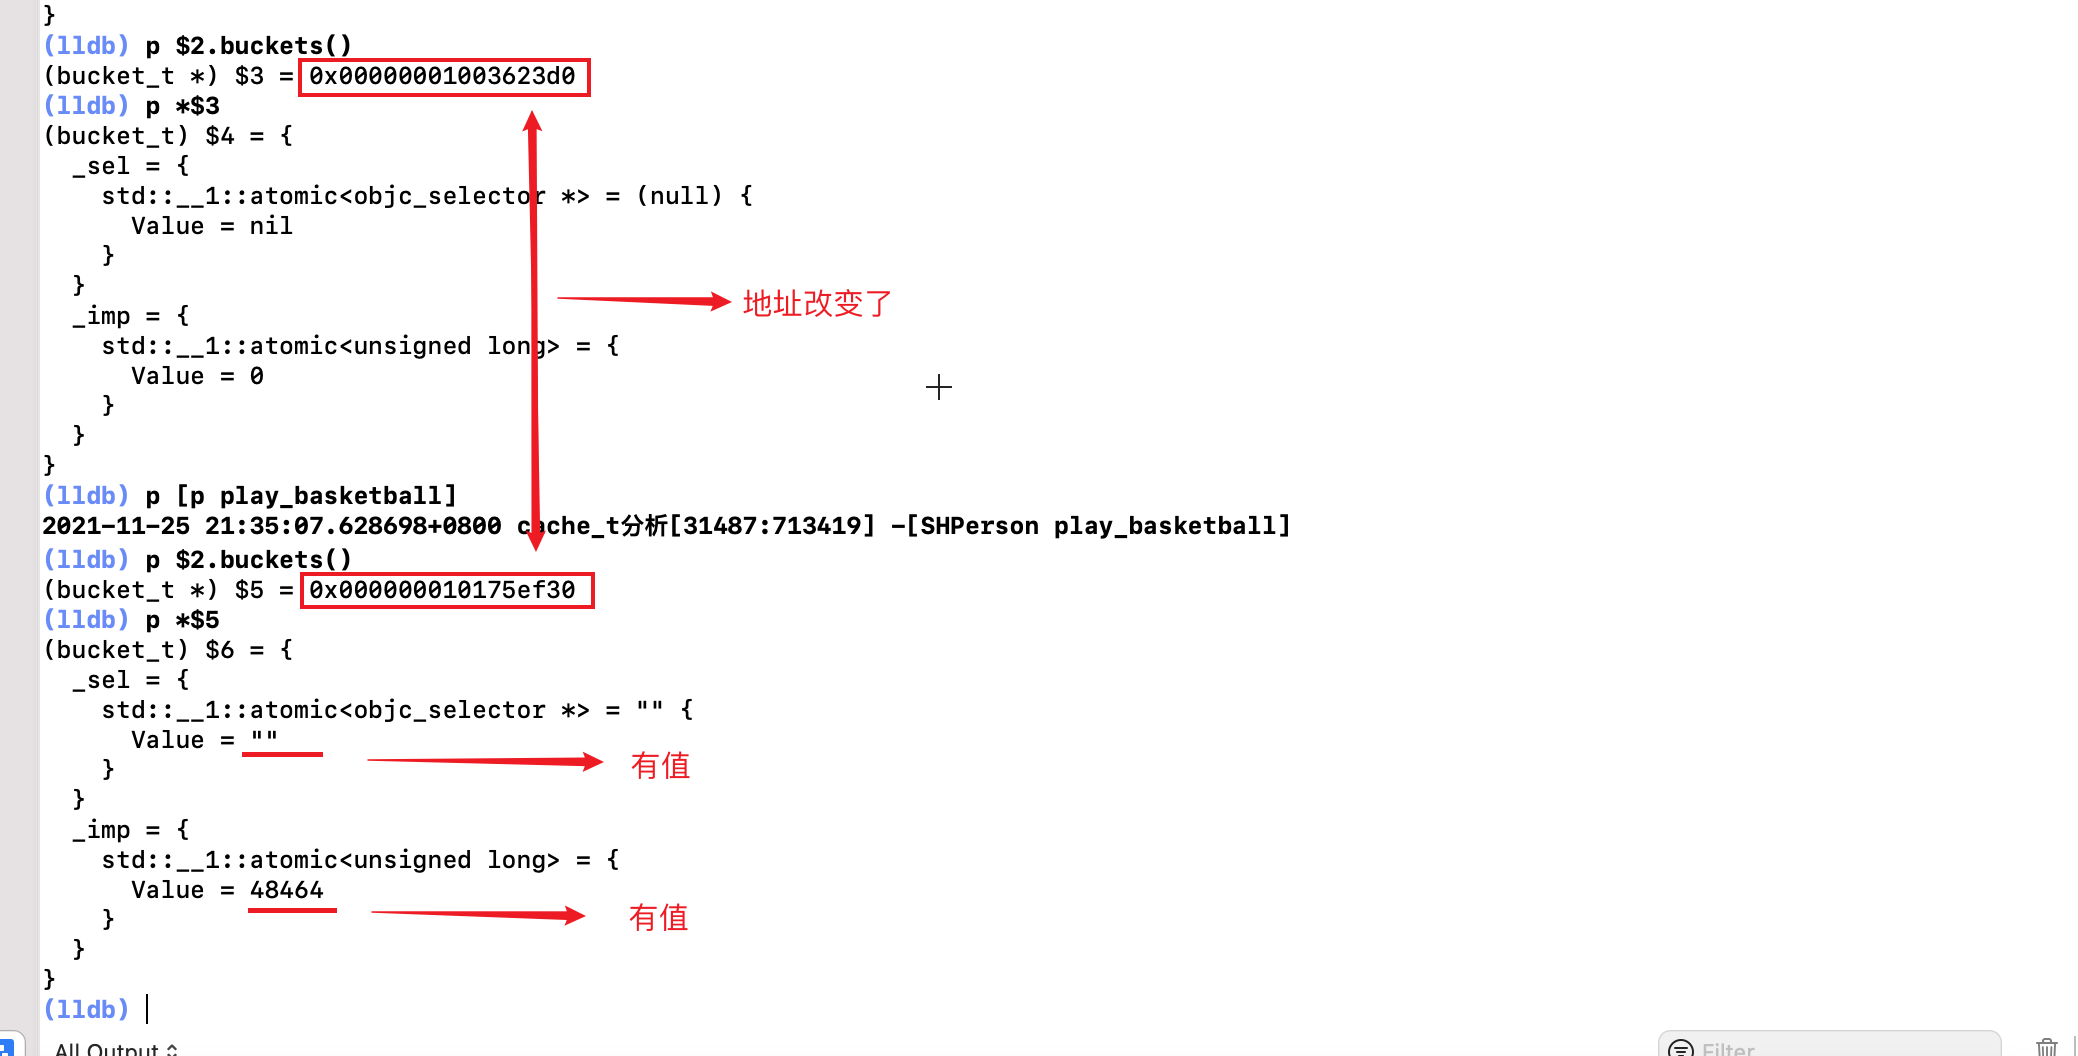 }
(lldb) p $2.buckets()
(bucket_t *) $3 = 0x00000001003623d0
(lldb) p *$3
(bucket_t) $4 = {
  _sel = {
    std::__1::atomic<objc_selector *> = (null) {
      Value = nil
    }
  }
  _imp = {
地址改变了
    std::__1::atomic<unsigned long> = {
      Value = 0
    }
  }
}
(lldb) p [p play_basketball]
2021-11-25 21:35:07.628698+0800 cache_t分析[31487:713419] -[SHPerson play_basketball]
(lldb) p $2.buckets()
(bucket_t *) $5 = 0x000000010175ef30
(lldb) p *$5
(bucket_t) $6 = {
  _sel = {
    std::__1::atomic<objc_selector *> = "" {
      Value = ""
有值
    }
  }
  _imp = {
    std::__1::atomic<unsigned long> = {
      Value = 48464
有值
    }
  }
}
(lldb)
All Output
Filter